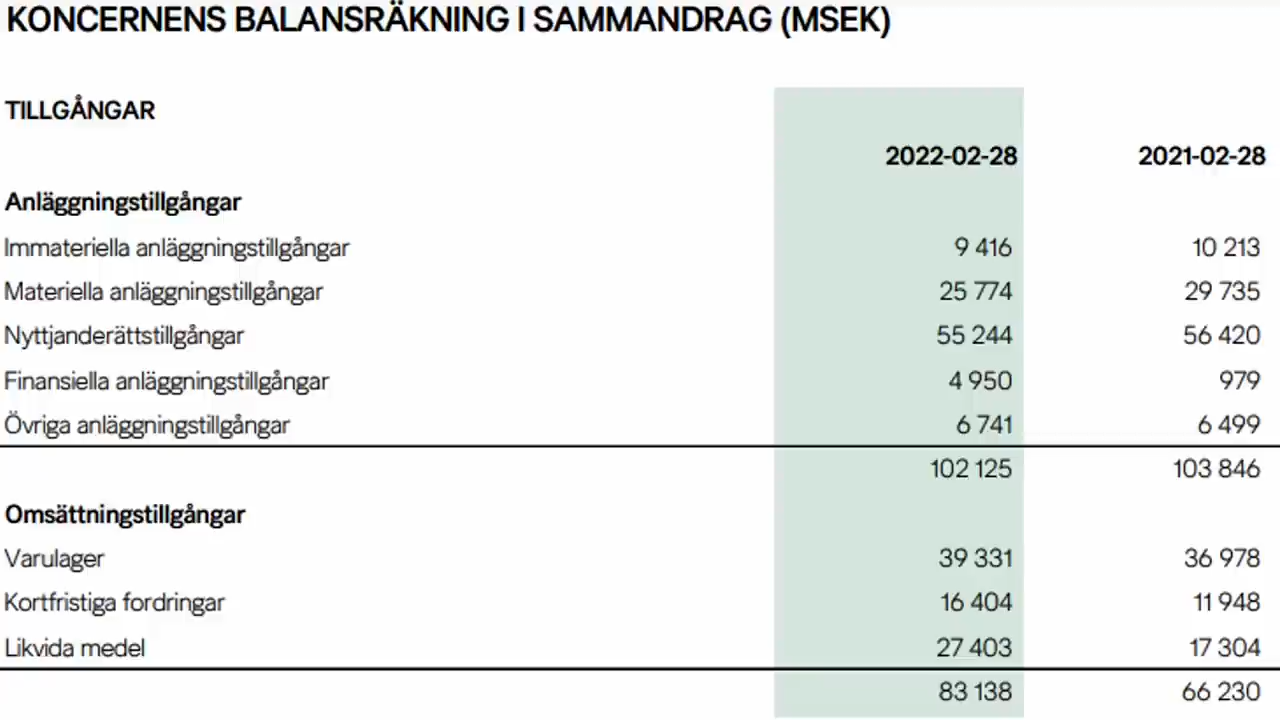 KONCERNENS BALANSRÄKNING I SAMMANDRAG (MSEK)
TILLGÅNGAR
2022-02-28 2021-02-28
Anläggningstillgångar
Immateriella anläggningstillgångar 9 416 10 213
Materiella anläggningstillgångar 25 774 29 735
Nyttjanderättstillgångar 55 244 56 420
Finansiella anläggningstillgångar 4 950 979
Övriga anläggningstillgångar 6 741 6 499
102 125 103 846
Omsättningstillgångar
Varulager 39 331 36 978
Kortfristiga fordringar 16 404 11 948
Likvida medel 27 403 17 304
83 138 66 230